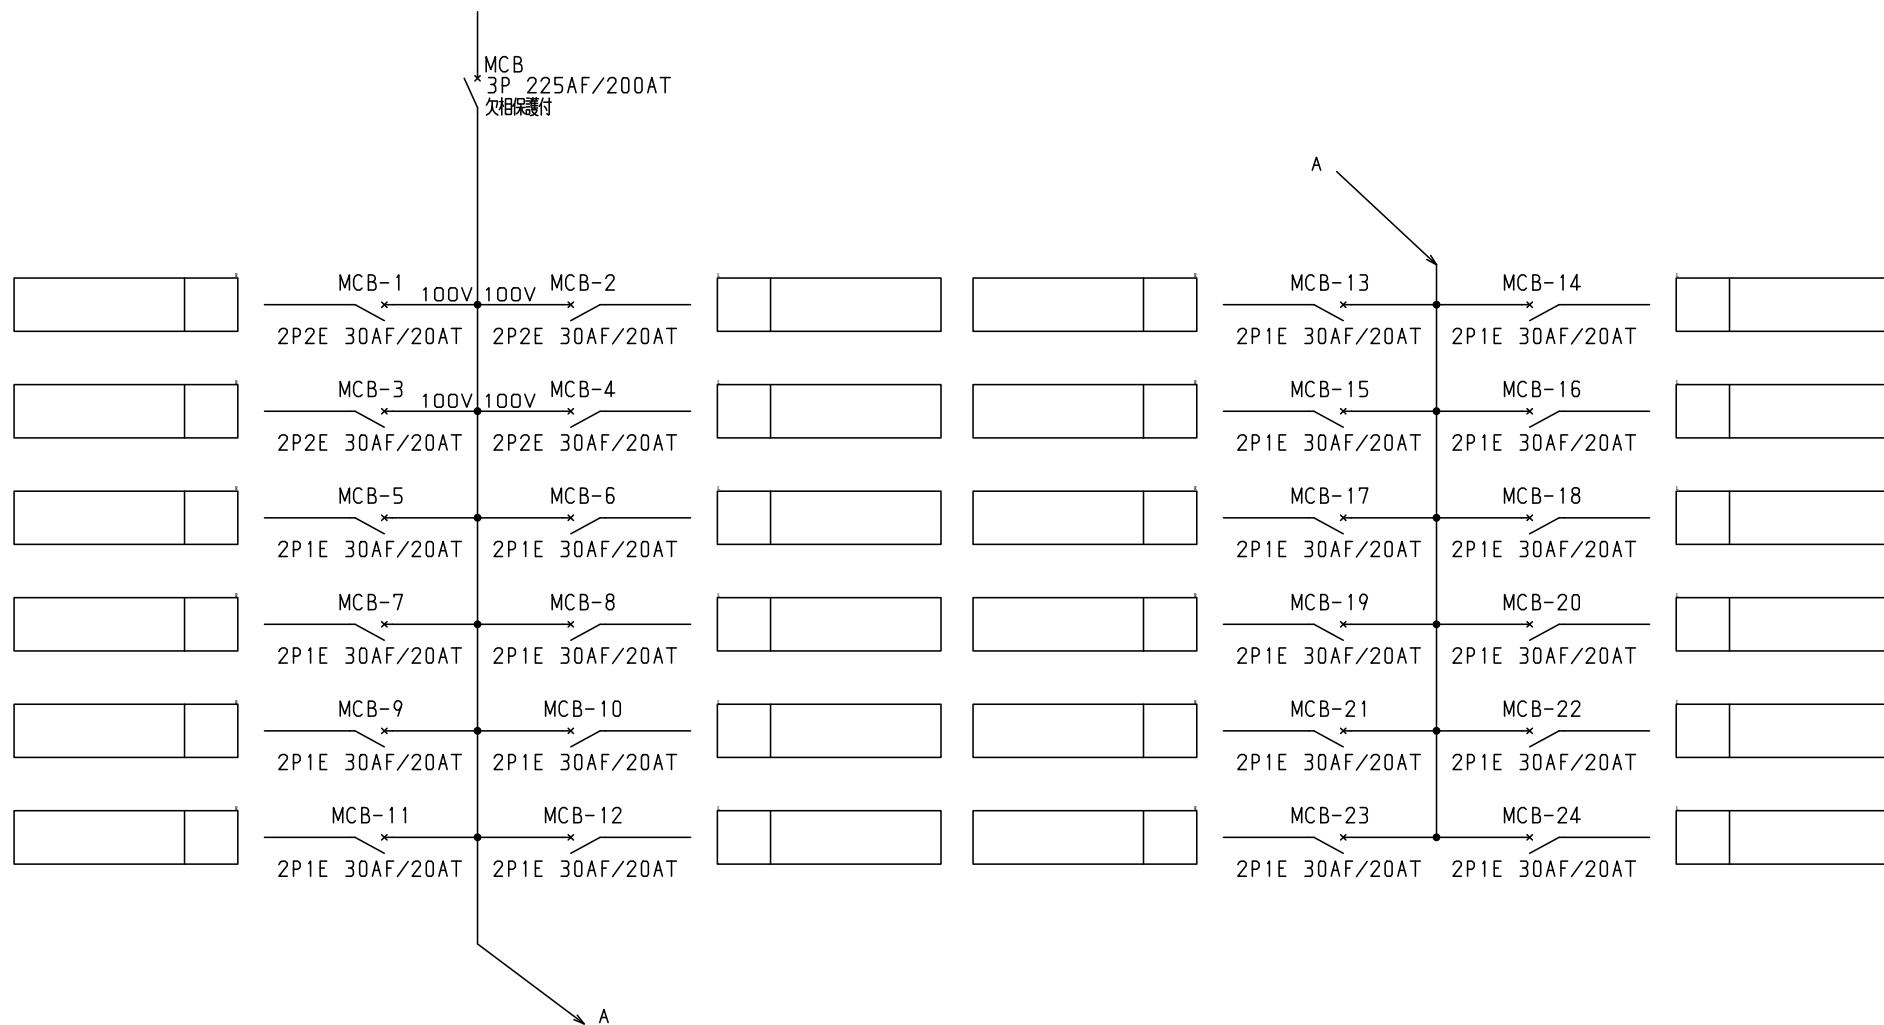 MCB
3P 225AF/200AT
欠相保護付
A
MCB-1 100V 100V MCB-2
2P2E 30AF/20AT 2P2E 30AF/20AT
MCB-3 100V 100V MCB-4
2P2E 30AF/20AT 2P2E 30AF/20AT
MCB-5 MCB-6
2P1E 30AF/20AT 2P1E 30AF/20AT
MCB-7 MCB-8
2P1E 30AF/20AT 2P1E 30AF/20AT
MCB-9 MCB-10
2P1E 30AF/20AT 2P1E 30AF/20AT
MCB-11 MCB-12
2P1E 30AF/20AT 2P1E 30AF/20AT
A
MCB-13 MCB-14
2P1E 30AF/20AT 2P1E 30AF/20AT
MCB-15 MCB-16
2P1E 30AF/20AT 2P1E 30AF/20AT
MCB-17 MCB-18
2P1E 30AF/20AT 2P1E 30AF/20AT
MCB-19 MCB-20
2P1E 30AF/20AT 2P1E 30AF/20AT
MCB-21 MCB-22
2P1E 30AF/20AT 2P1E 30AF/20AT
MCB-23 MCB-24
2P1E 30AF/20AT 2P1E 30AF/20AT